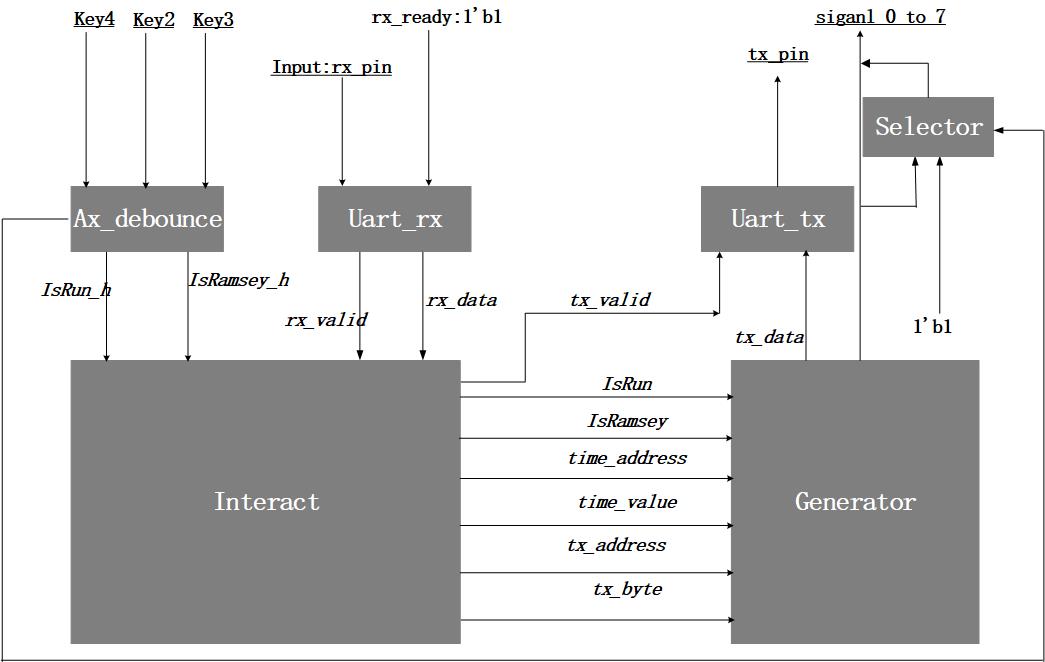 Key4
Key2
Key3
rx_ready:1'b1
siganl 0 to 7
Input:rx_pin
tx_pin
Selector
Ax_debounce
Uart_rx
Uart_tx
IsRun_h
IsRamsey_h
rx_valid
rx_data
tx_valid
tx_data
1'b1
IsRun
IsRamsey
time_address
time_value
tx_address
tx_byte
Interact
Generator